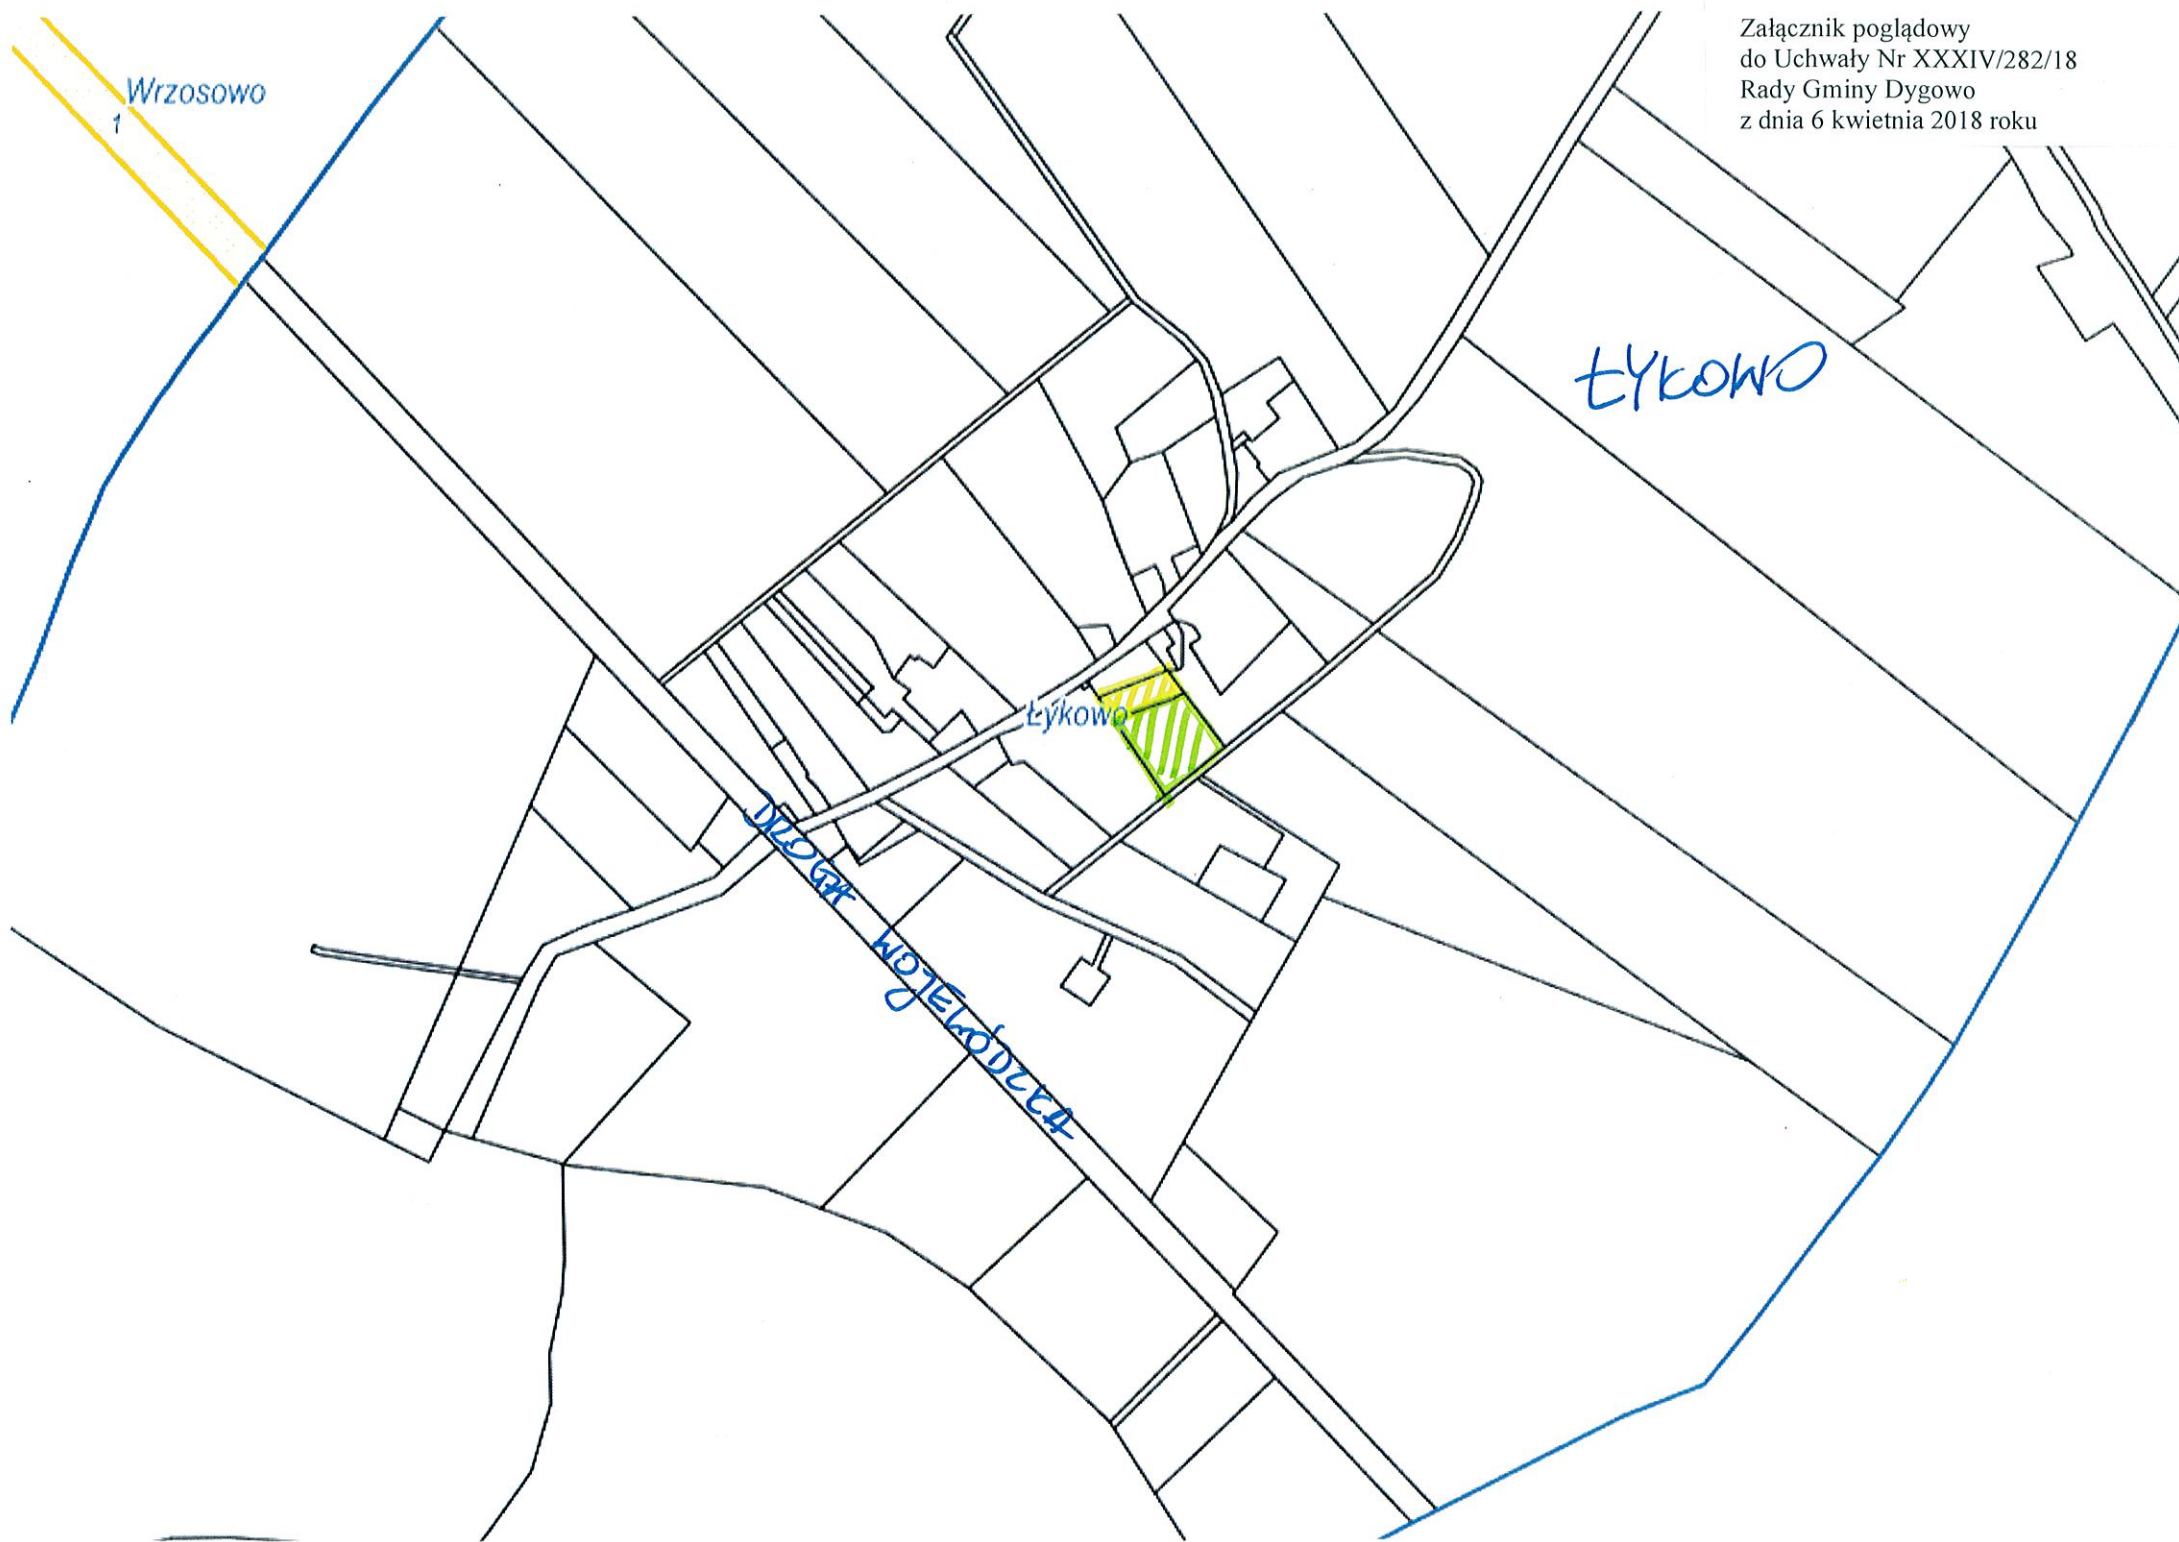 Załącznik poglądowy
do Uchwały Nr XXXIV/282/18
Rady Gminy Dygowo
z dnia 6 kwietnia 2018 roku
Wrzosowo
1
ŁYKOWO
Łykowo
DROGA